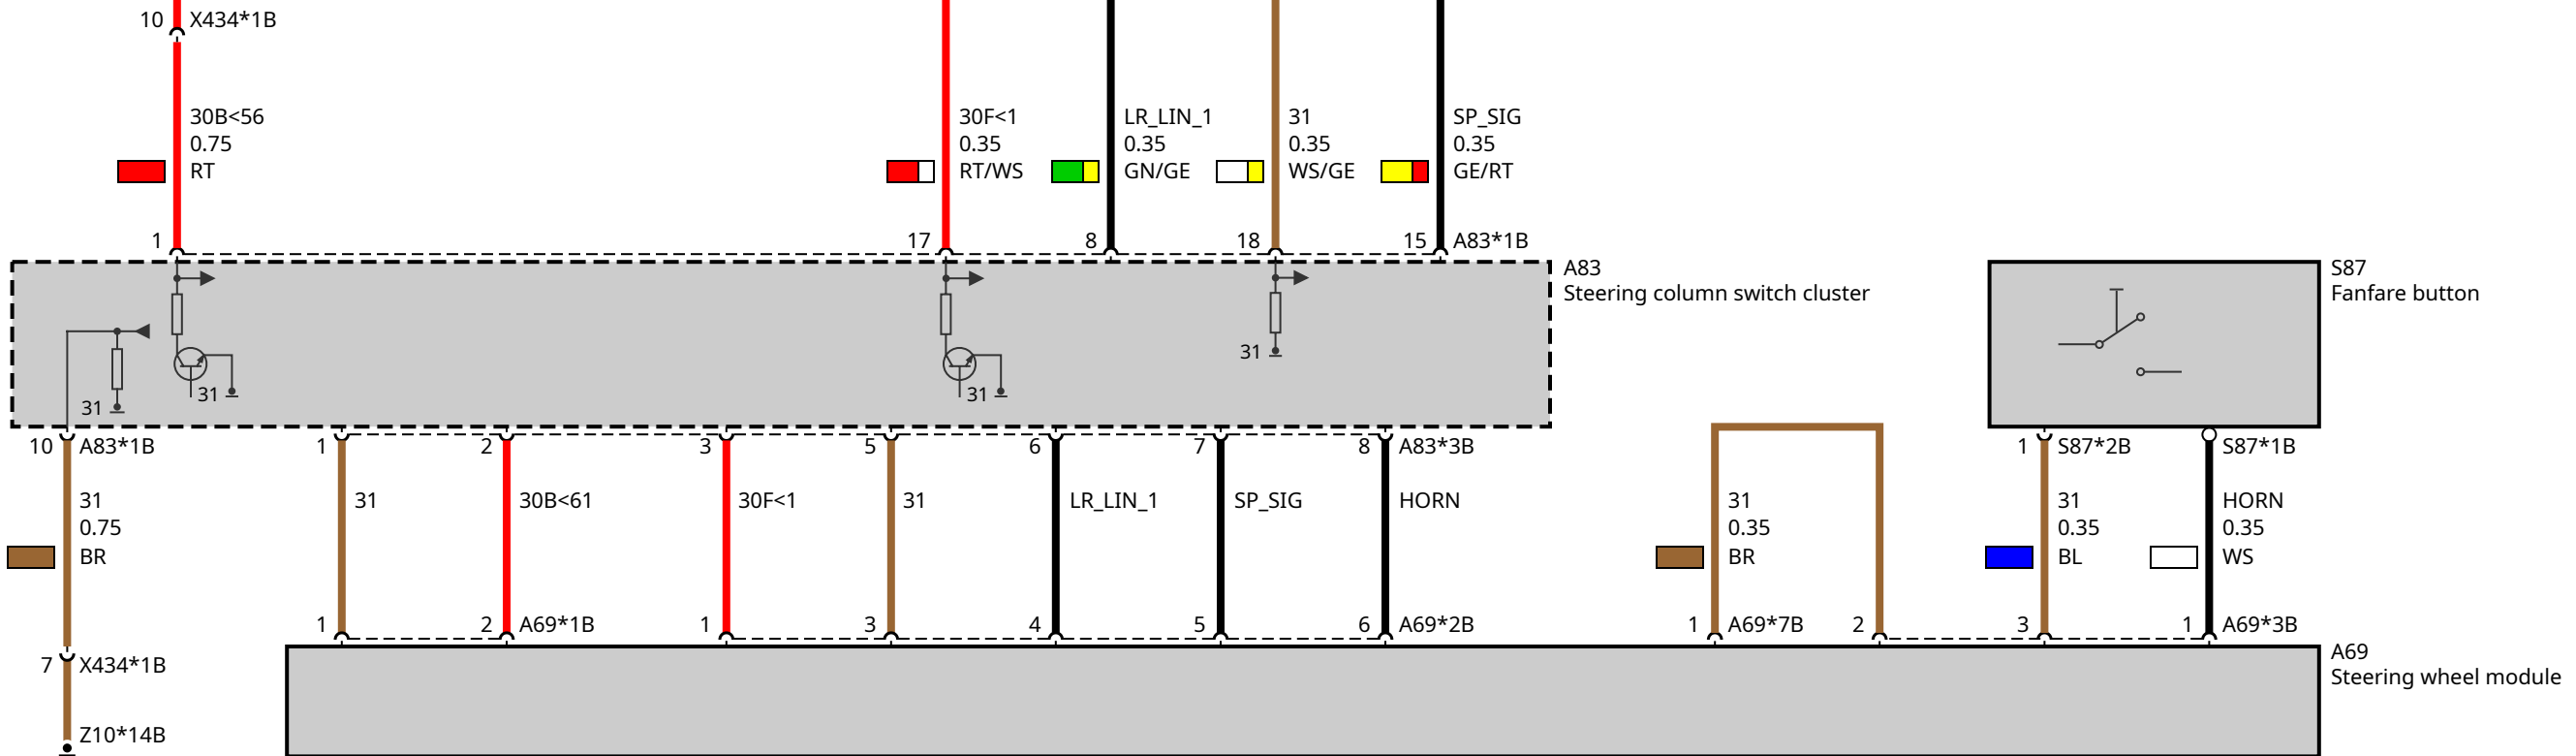 10 X434*1B
30B<56 30F<1 LR_LIN_1 31 SP_SIG
0.75 0.35 0.35 0.35 0.35
RT RT/WS GN/GE WS/GE GE/RT
1 17 8 18 15 A83*1B
A83
Steering column switch cluster
S87
Fanfare button
31
31 31 31
10 A83*1B 1 2 3 5 6 7 8 A83*3B 1 S87*2B S87*1B
31 31 30B<61 30F<1 31 LR_LIN_1 SP_SIG HORN 31 31 HORN
0.75 0.35 0.35 0.35
BR BR BL WS
1 2 A69*1B 1 3 4 5 6 A69*2B 1 A69*7B 2 3 1 A69*3B
7 X434*1B
A69
Steering wheel module
Z10*14B